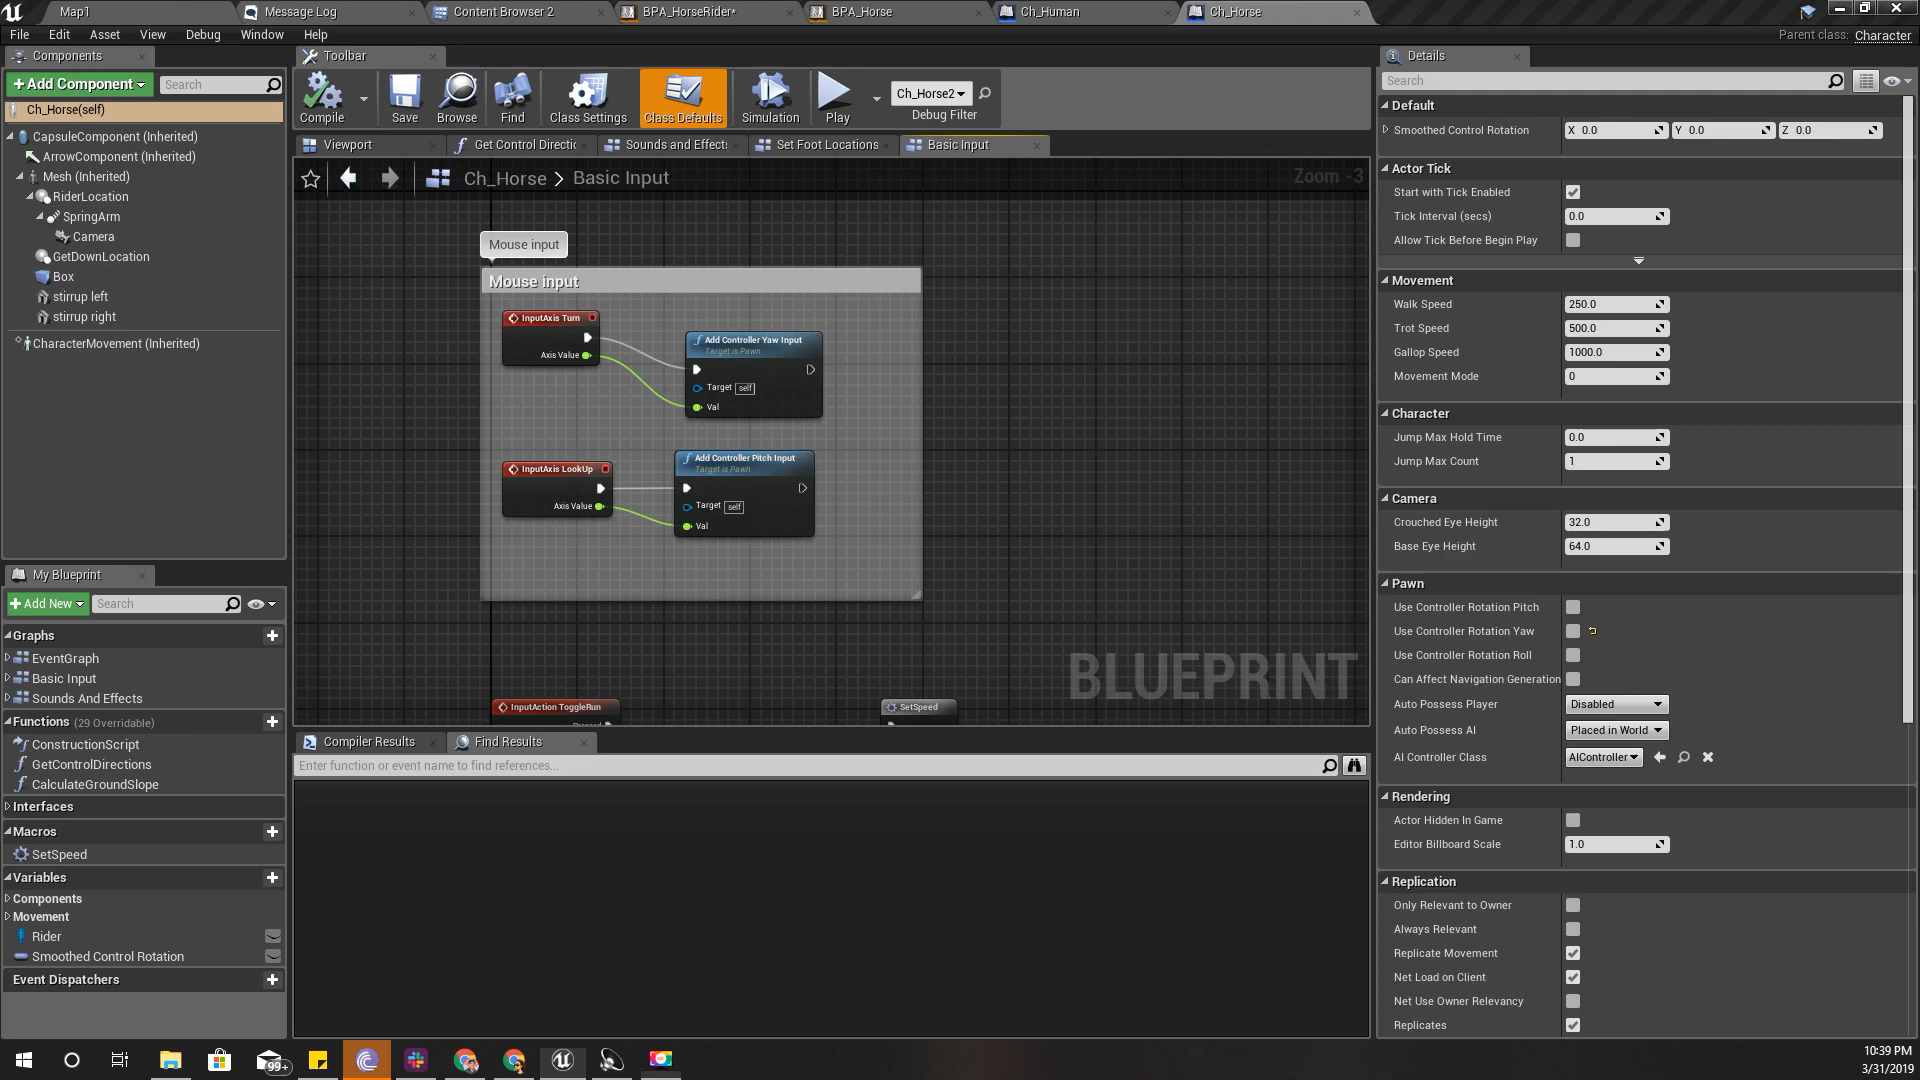 Map1
Message Log
Content Browser 2
BPA_HorseRider*
BPA_Horse
Ch_Human
Ch_Horse
File Edit Asset View Debug Window Help
Parent class: Character
Components
+Add Component
Search
Ch_Horse(self)
CapsuleComponent (Inherited)
ArrowComponent (Inherited)
Mesh (Inherited)
RiderLocation
SpringArm
Camera
GetDownLocation
Box
stirrup left
stirrup right
CharacterMovement (Inherited)
My Blueprint
+Add New
Search
Graphs
EventGraph
Basic Input
Sounds And Effects
Functions (29 Overridable)
ConstructionScript
GetControlDirections
CalculateGroundSlope
Interfaces
Macros
SetSpeed
Variables
Components
Movement
Rider
Smoothed Control Rotation
Event Dispatchers
Toolbar
Compile
Save
Browse
Find
Class Settings
Class Defaults
Simulation
Play
Ch_Horse2
Debug Filter
Viewport
Get Control Directic
Sounds and Effect:
Set Foot Locations
Basic Input
Ch_Horse > Basic Input
Zoom -3
Mouse input
Mouse input
InputAxis Turn
Axis Value
Add Controller Yaw Input
Target is Pawn
Target self
Val
InputAxis LookUp
Axis Value
Add Controller Pitch Input
Target is Pawn
Target self
Val
BLUEPRINT
InputAction ToggleRun
Pressed
SetSpeed
Compiler Results
Find Results
Enter function or event name to find references...
Details
Search
Default
Smoothed Control Rotation X 0.0 Y 0.0 Z 0.0
Actor Tick
Start with Tick Enabled
Tick Interval (secs) 0.0
Allow Tick Before Begin Play
Movement
Walk Speed 250.0
Trot Speed 500.0
Gallop Speed 1000.0
Movement Mode 0
Character
Jump Max Hold Time 0.0
Jump Max Count 1
Camera
Crouched Eye Height 32.0
Base Eye Height 64.0
Pawn
Use Controller Rotation Pitch
Use Controller Rotation Yaw
Use Controller Rotation Roll
Can Affect Navigation Generation
Auto Possess Player Disabled
Auto Possess AI Placed in World
AI Controller Class AIController
Rendering
Actor Hidden In Game
Editor Billboard Scale 1.0
Replication
Only Relevant to Owner
Always Relevant
Replicate Movement
Net Load on Client
Net Use Owner Relevancy
Replicates
99+
10:39 PM
3/31/2019